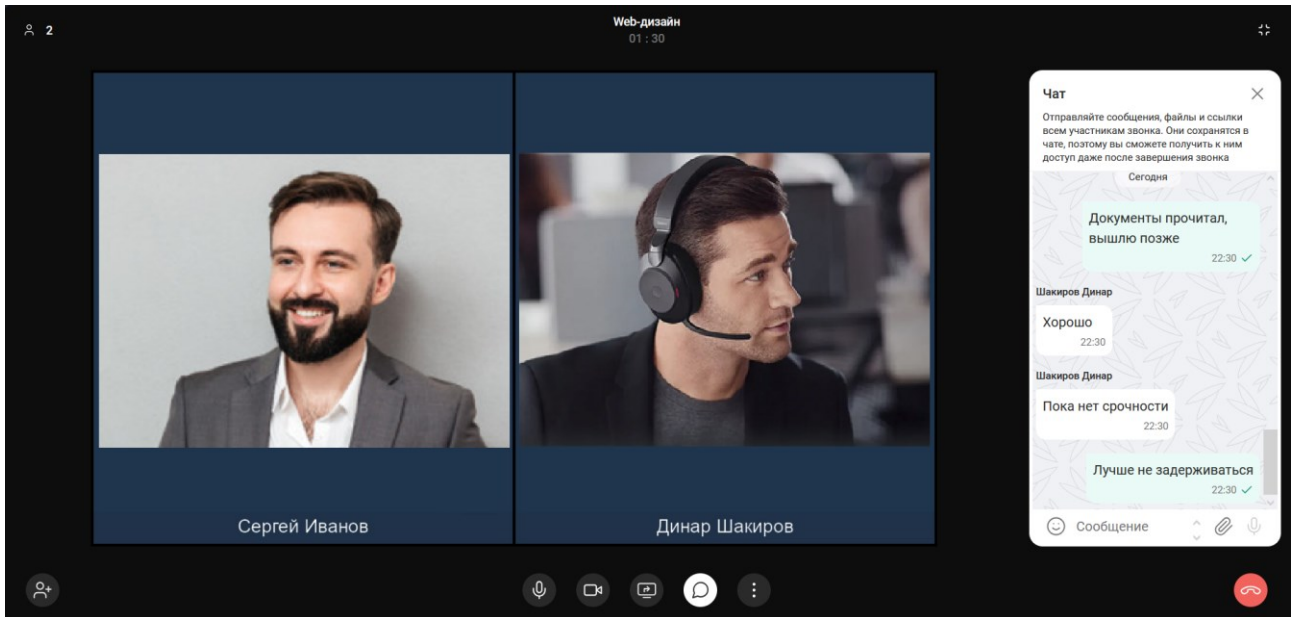 2
Web-дизайн
01 : 30
Сергей Иванов
Динар Шакиров
Чат
Отправляйте сообщения, файлы и ссылки
всем участникам звонка. Они сохранятся в
чате, поэтому вы сможете получить к ним
доступ даже после завершения звонка
Сегодня
Документы прочитал,
вышлю позже
22:30
Шакиров Динар
Хорошо
22:30
Шакиров Динар
Пока нет срочности
22:30
Лучше не задерживаться
22:30
Сообщение